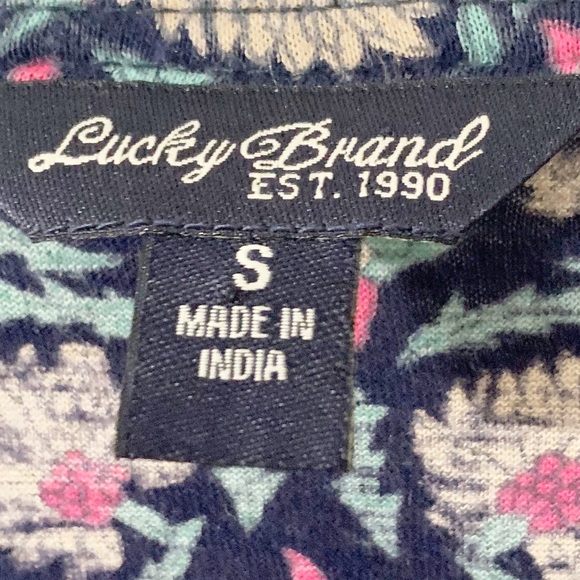 Lucky Brand
EST. 1990
S
MADE IN
INDIA